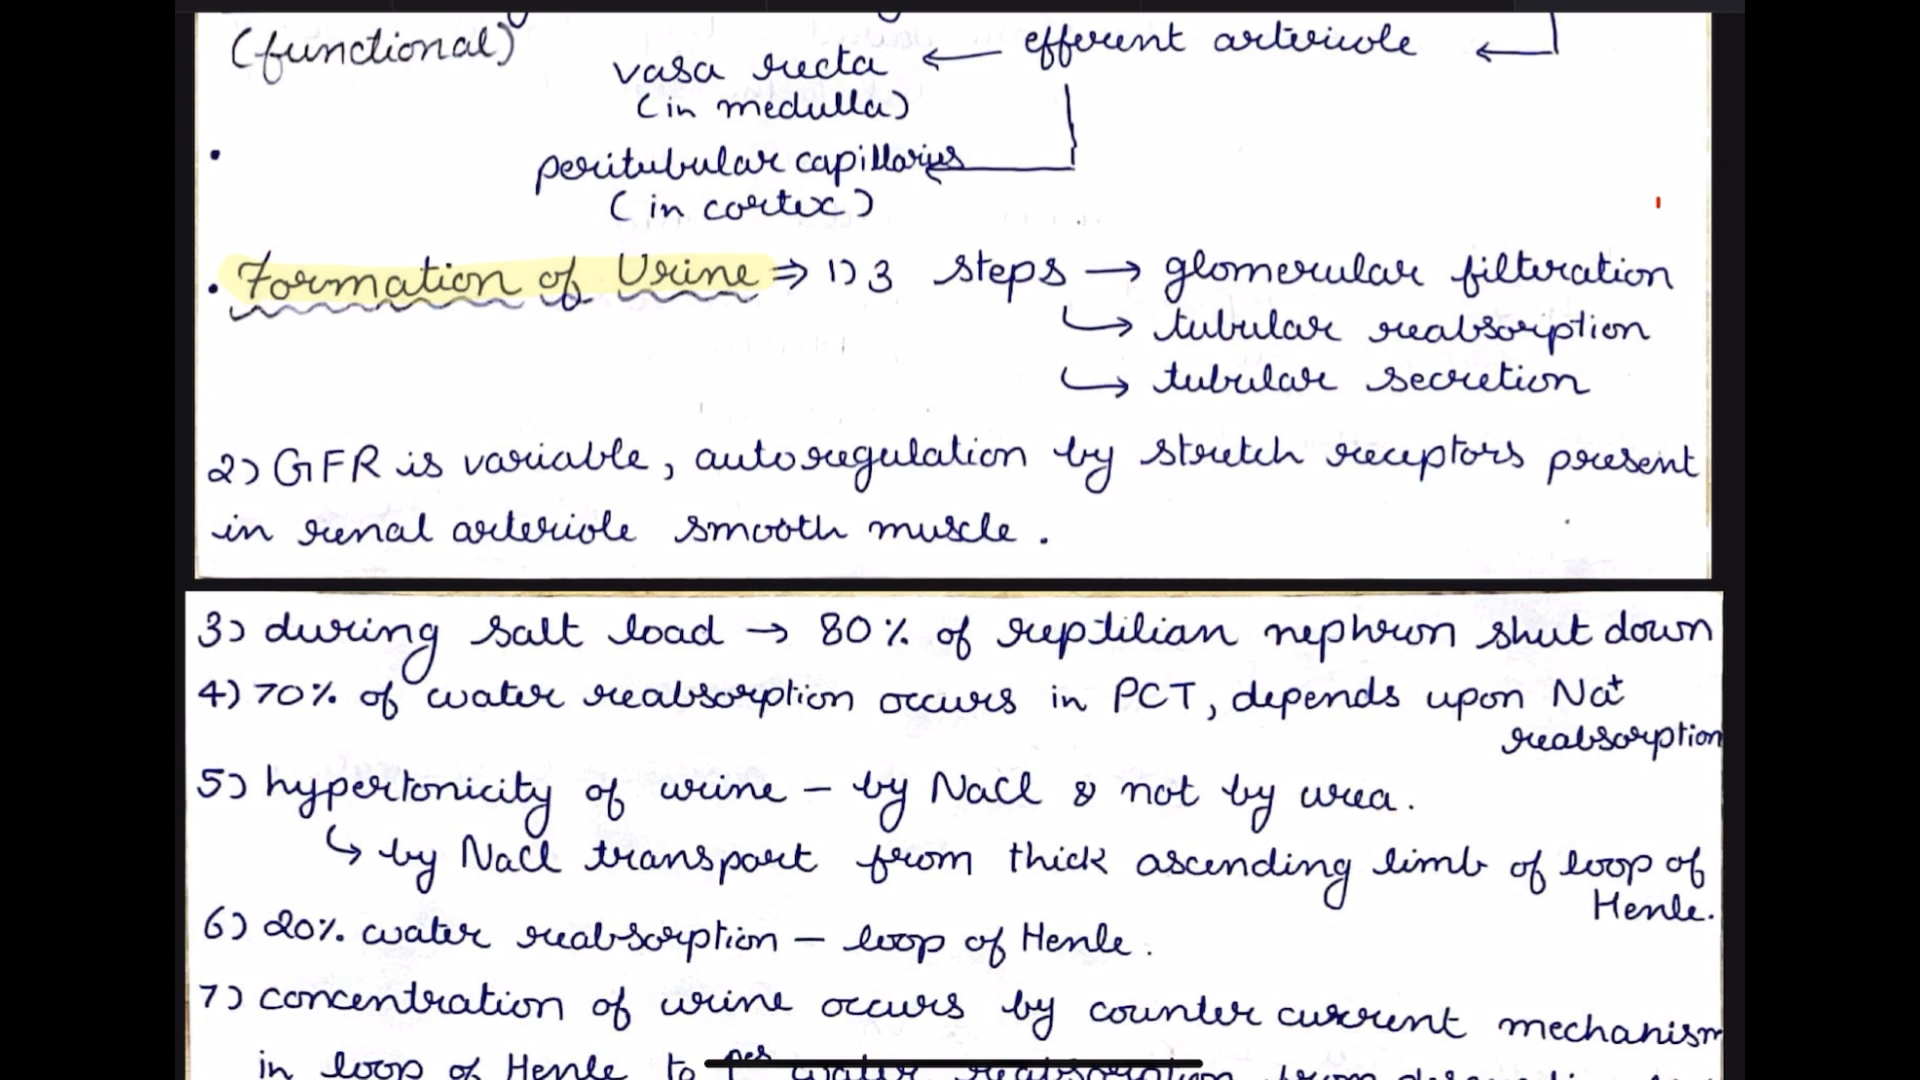 (functional)
efferent arteriole
vasa recta
(in medulla)
peritubular capillaries
(in cortex)
. Formation of Urine ⇒ 1) 3 steps → glomerular filteration
↳ tubular reabsorption
↳ tubular secretion
2) GFR is variable, autoregulation by stretch receptors present
in renal arteriole smooth muscle.
3) during salt load → 80% of reptilian nephron shut down
4) 70% of water reabsorption occurs in PCT, depends upon Na+
reabsorption
5) hypertonicity of urine - by NaCl & not by urea.
↳ by NaCl transport from thick ascending limb of loop of
Henle.
6) 20% water reabsorption - loop of Henle.
7) concentration of urine occurs by counter current mechanism
in loop of Henle to water reabsorption from